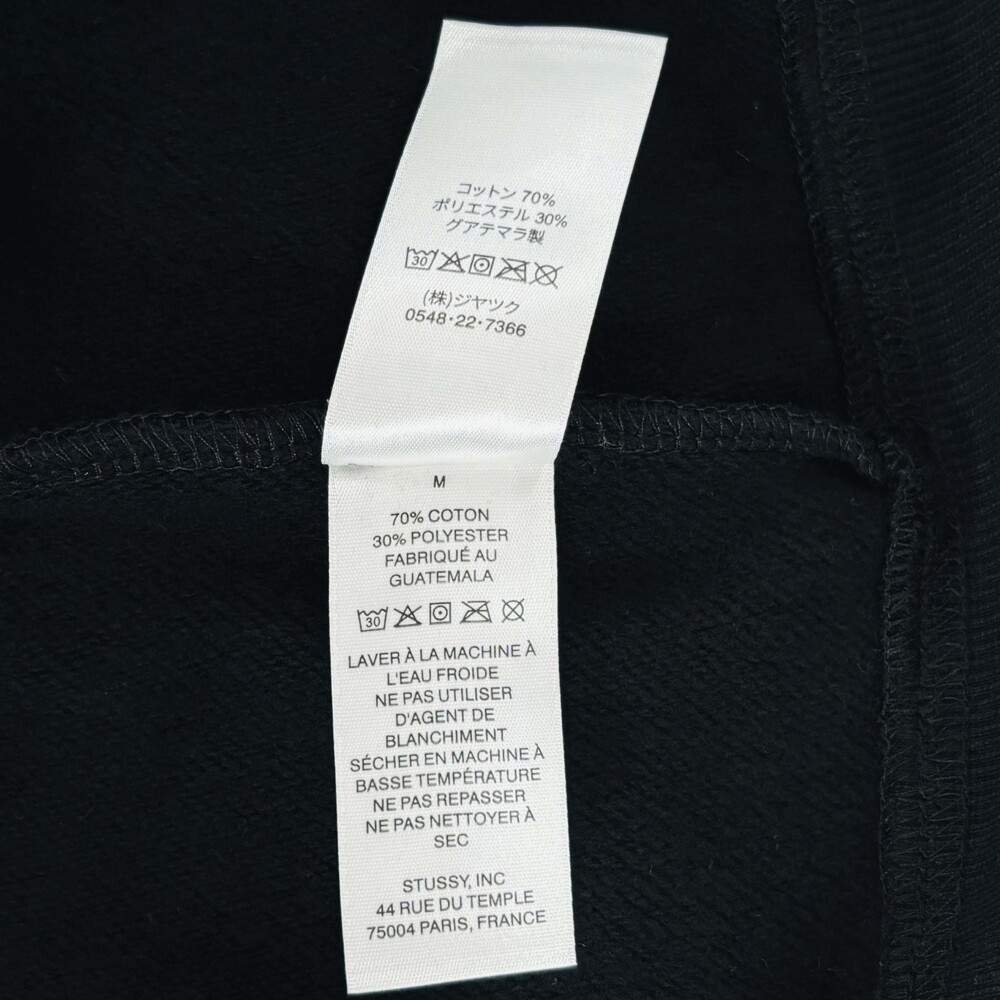 コットン 70%
ポリエステル 30%
グアテマラ製
30
(株)ジヤツク
0548･22･7366
M
70% COTON
30% POLYESTER
FABRIQUÉ AU
GUATEMALA
30
LAVER À LA MACHINE À
L'EAU FROIDE
NE PAS UTILISER
D'AGENT DE
BLANCHIMENT
SÉCHER EN MACHINE À
BASSE TEMPÉRATURE
NE PAS REPASSER
NE PAS NETTOYER À
SEC
STUSSY, INC
44 RUE DU TEMPLE
75004 PARIS, FRANCE